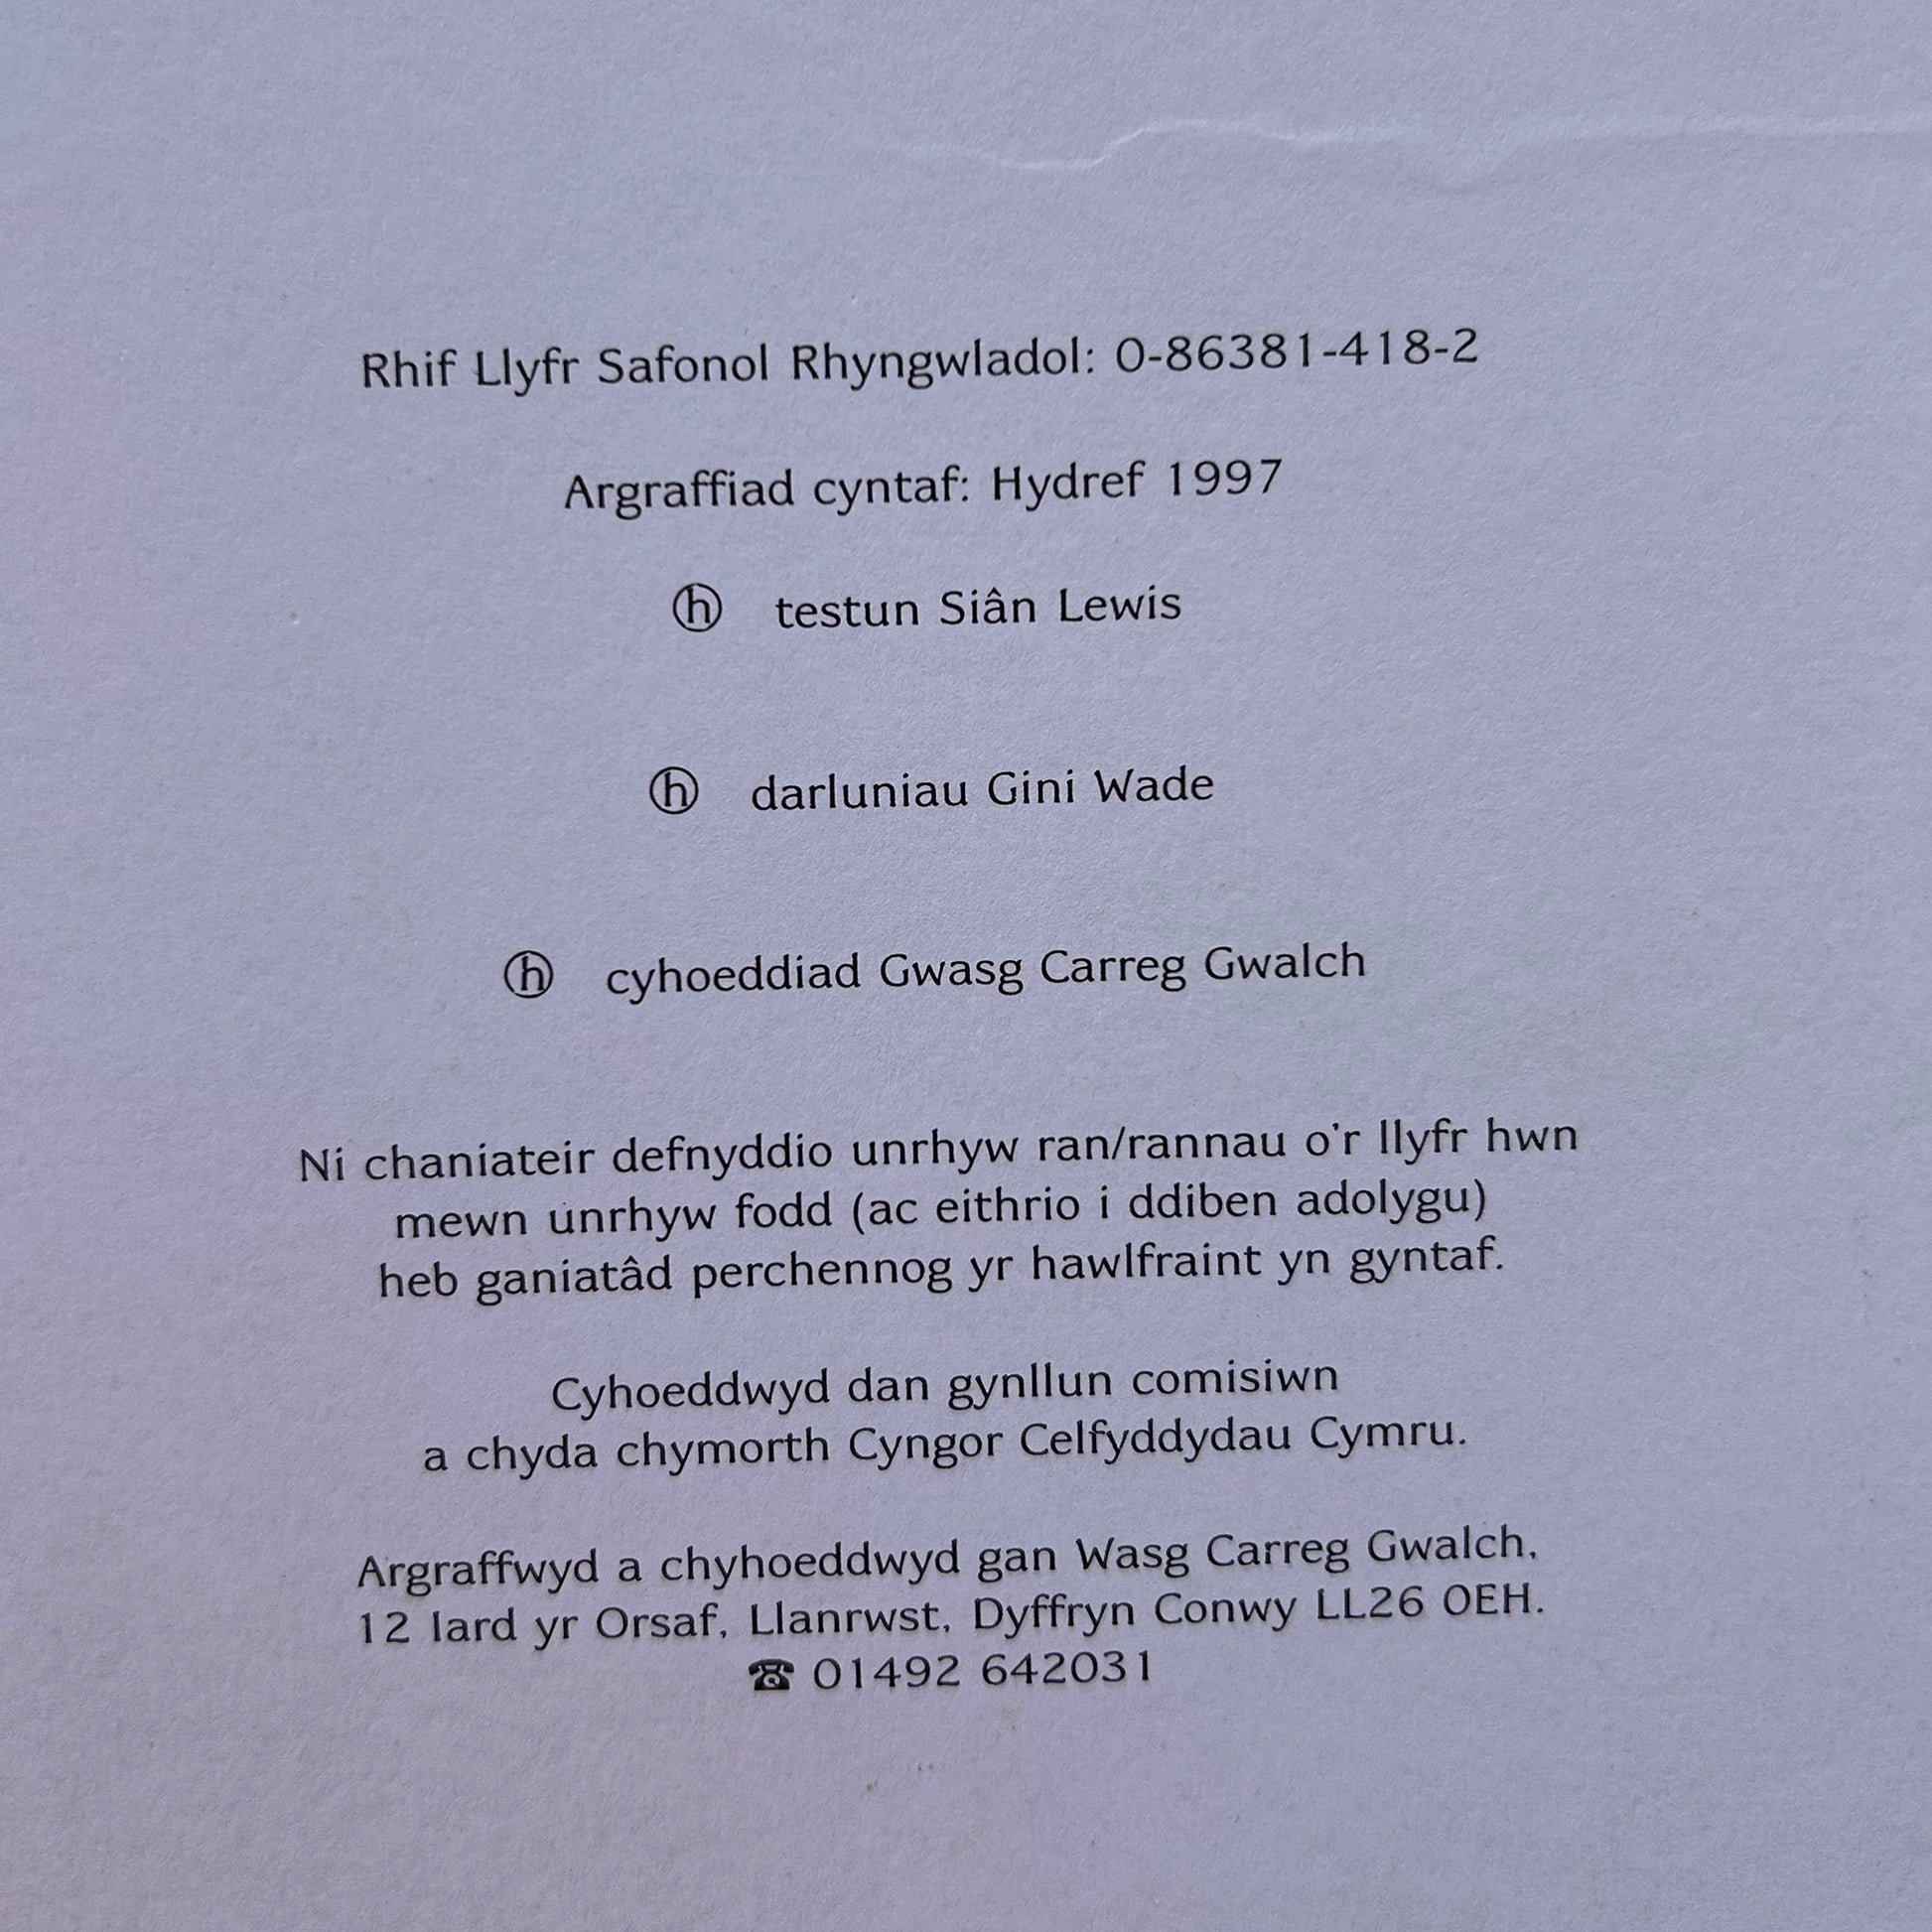 Rhif Llyfr Safonol Rhyngwladol: 0-86381-418-2
Argraffiad cyntaf: Hydref 1997
ⓗ testun Siân Lewis
ⓗ darluniau Gini Wade
ⓗ cyhoeddiad Gwasg Carreg Gwalch
Ni chaniateir defnyddio unrhyw ran/rannau o'r llyfr hwn
mewn unrhyw fodd (ac eithrio i ddiben adolygu)
heb ganiatâd perchennog yr hawlfraint yn gyntaf.
Cyhoeddwyd dan gynllun comisiwn
a chyda chymorth Cyngor Celfyddydau Cymru.
Argraffwyd a chyhoeddwyd gan Wasg Carreg Gwalch,
12 Iard yr Orsaf, Llanrwst, Dyffryn Conwy LL26 0EH.
☎ 01492 642031